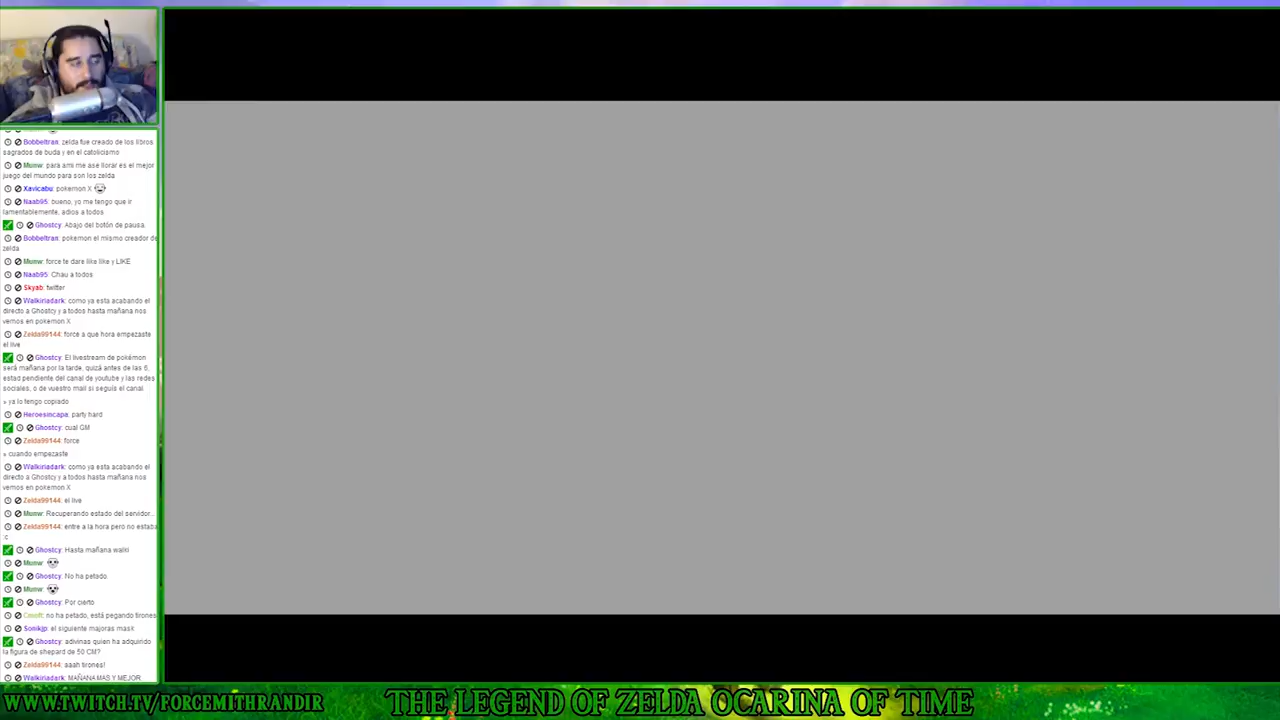 Bobbeltran: zelda fue creado de los libros
sagrados de buda y en el catolicismo
Munw: para ami me ase llorar es el mejor
juego del mundo para son los zelda
Xavicabu: pokemon X
Naab95: bueno, yo me tengo que ir
lamentablemente, adios a todos
Ghostcy: Abajo del botón de pausa.
Bobbeltran: pokemon el mismo creador de
zelda
Munw: force te dare like like y LIKE
Naab95: Chau a todos
Skyab: twitter
Walkiriadark: como ya esta acabando el
directo à Ghostcy y a todos hasta mañana nos
vemos en pokemon X
Zelda99144: force a que hora empezaste
el live
Ghostcy: El livestream de pokémon
será mañana por la tarde, quizá antes de las 6,
estad pendiente del canal de youtube y las redes
sociales, o de vuestro mail si seguís el canal.
» ya lo tengo copiado
Heroesincapa: party hard
Ghostcy: cual GM
Zelda99144: force
» cuando empezaste
Walkiriadark: como ya esta acabando el
directo à Ghostcy y a todos hasta mañana nos
vemos en pokemon X
Zelda99144: el live
Munw: Recuperando estado del servidor...
Zelda99144: entre a la hora pero no estaba
:c
Ghostcy: Hasta mañana walki
Munw:
Ghostcy: No ha petado.
Munw:
Ghostcy: Por cierto
no ha petado, está pegando tirones
Sonikjp: el siguiente majoras mask
Ghostcy: adivinas quien ha adquirido
la figura de shepard de 50 CM?
Zelda99144: aaah tirones!
Walkiriadark: MAÑANA MAS Y MEJOR
WWW.TWITCH.TV/FORCEMITHRANDIR
THE LEGEND OF ZELDA OCARINA OF TIME